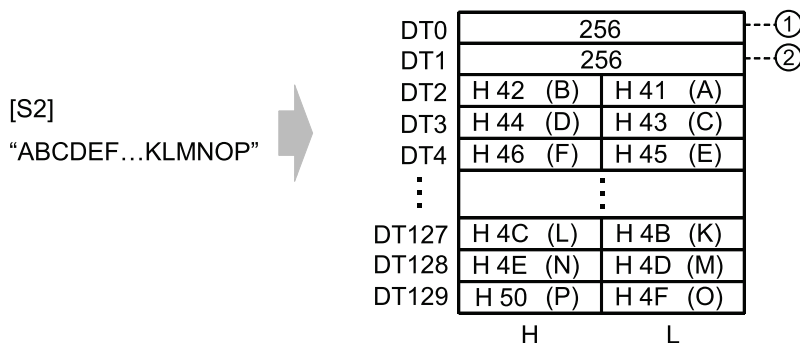 DT0 256 ①
DT1 256 ②
DT2 H 42 (B) H 41 (A)
[S2]
DT3 H 44 (D) H 43 (C)
“ABCDEF…KLMNOP”
DT4 H 46 (F) H 45 (E)
⋮ ⋮
DT127 H 4C (L) H 4B (K)
DT128 H 4E (N) H 4D (M)
DT129 H 50 (P) H 4F (O)
H L